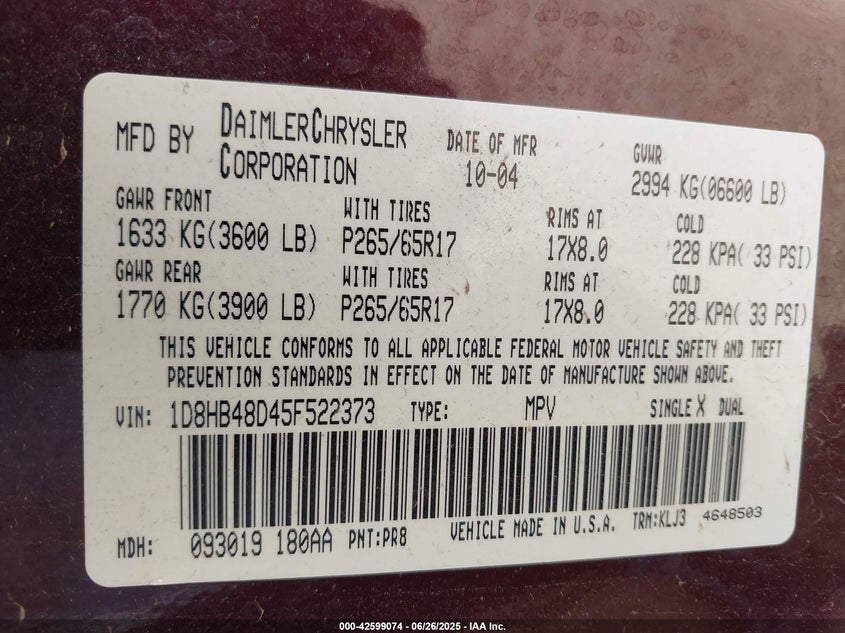 MFD BY DAIMLERCHRYSLER CORPORATION DATE OF MFR 10-04 GVWR 2994 KG(06600 LB)
GAWR FRONT WITH TIRES RIMS AT COLD
1633 KG(3600 LB) P265/65R17 17X8.0 228 KPA( 33 PSI)
GAWR REAR WITH TIRES RIMS AT COLD
1770 KG(3900 LB) P265/65R17 17X8.0 228 KPA( 33 PSI)
THIS VEHICLE CONFORMS TO ALL APPLICABLE FEDERAL MOTOR VEHICLE SAFETY AND THEFT
PREVENTION STANDARDS IN EFFECT ON THE DATE OF MANUFACTURE SHOWN ABOVE.
VIN: 1D8HB48D45F522373 TYPE: MPV SINGLE X DUAL
MDH: 093019 180AA PNT:PR8 VEHICLE MADE IN U.S.A. TRM:KLJ3 4648503
000-42599074 - 06/26/2025 - IAA Inc.